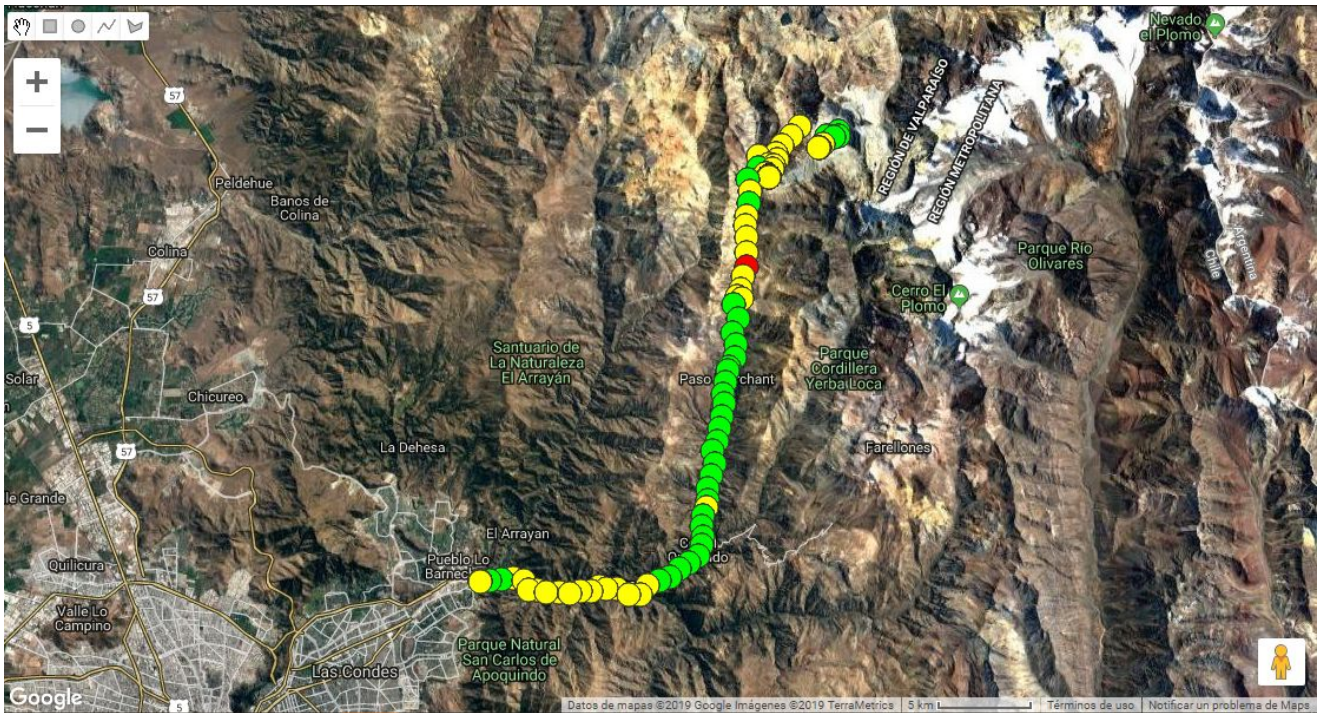 Nevado
el Plomo
57
REGIÓN DE VALPARAÍSO
REGIÓN METROPOLITANA
Peldehue
Banos de
Colina
Colina
Parque Río
Olivares
Argentina
Chile
57
Cerro El
Plomo
5
Santuario de
La Naturaleza
El Arrayán
Parque
Cordillera
Yerba Loca
Solar
Paso
Chicureo
57
La Dehesa
Farellones
le Grande
El Arrayan
Pueblo Lo
Quilicura
Valle Lo
Campino
Parque Natural
San Carlos de
Apoquindo
Las Condes
5
Google
Datos de mapas ©2019 Google Imágenes ©2019 TerraMetrics
5 km
Términos de uso
Notificar un problema de Maps